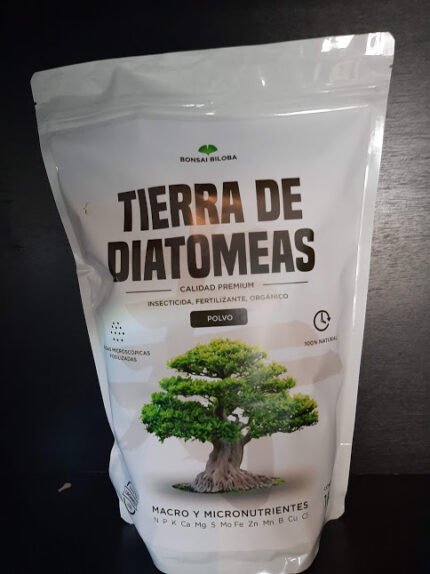 BONSAI BILOBA
TIERRA DE
DIATOMEAS
CALIDAD PREMIUM
INSECTICIDA, FERTILIZANTE, ORGÁNICO
POLVO
MICROSCÓPICAS
100% NATURAL
MACRO Y MICRONUTRIENTES
N P K Ca Mg S Mo Fe Zn Mn B Cu Cl